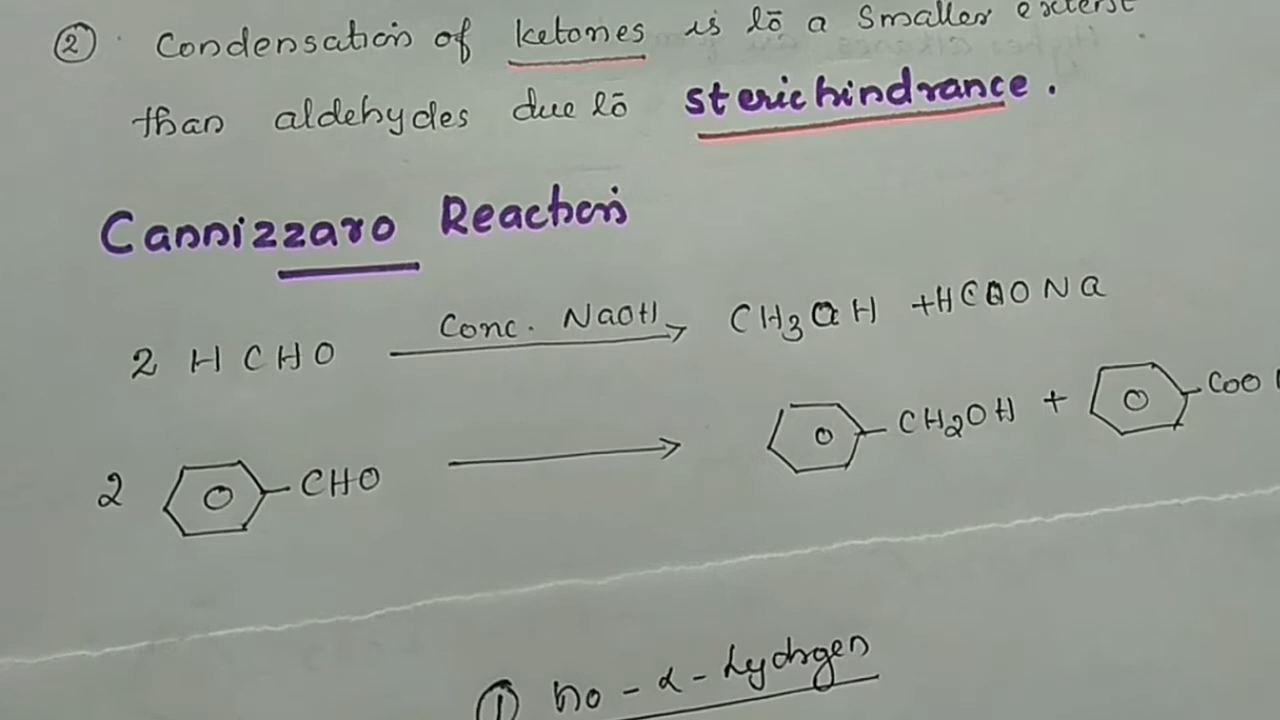 ② Condensation of ketones is to a smaller extent
than aldehydes due to steric hindrance.
Cannizzaro Reaction
2 HCHO Conc. NaOH CH3OH + HCOONa
2 CHO CH2OH + COO
① no - α - hydrogen